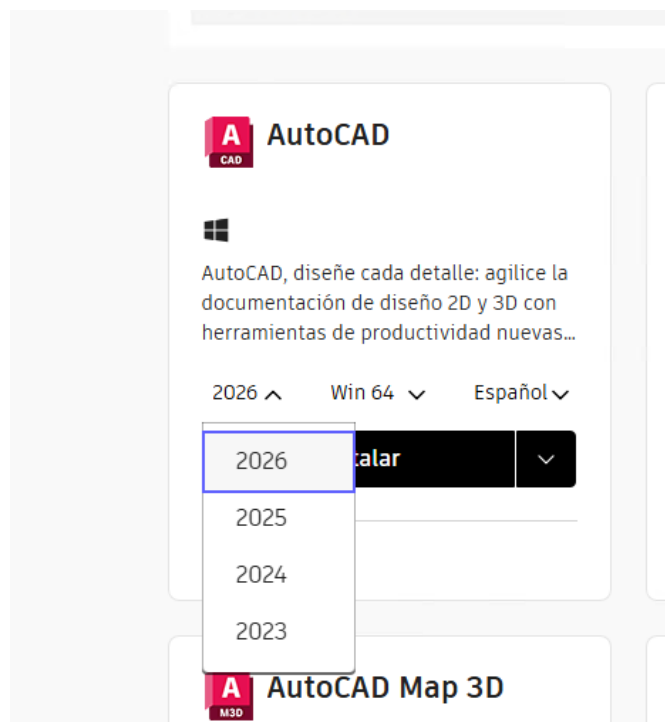 A
CAD
AutoCAD
AutoCAD, diseñe cada detalle: agilice la
documentación de diseño 2D y 3D con
herramientas de productividad nuevas...
2026 Win 64 Español
talar
2026
2025
2024
2023
A
M3D
AutoCAD Map 3D